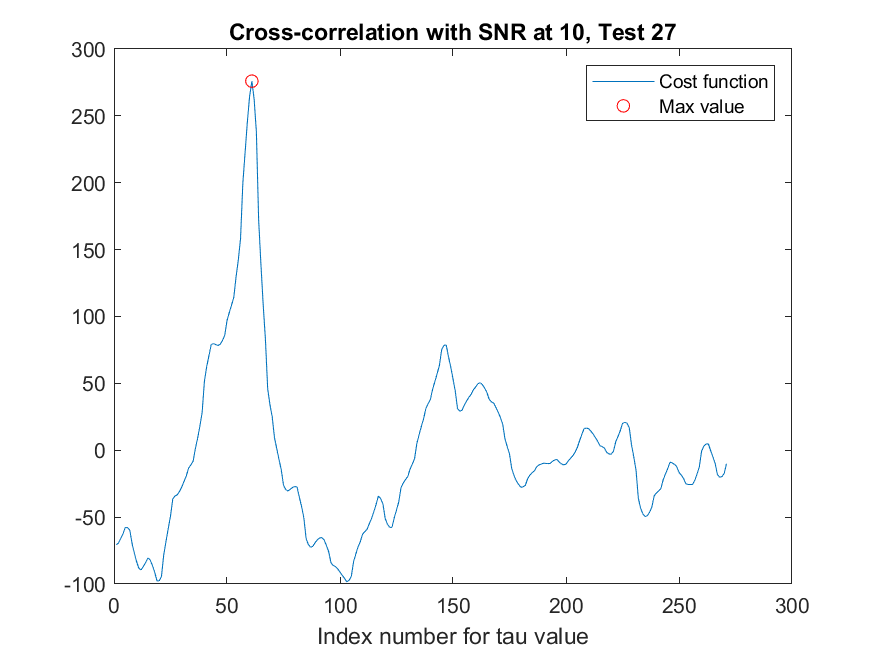 Cross-correlation with SNR at 10, Test 27
300
250
200
150
100
50
0
-50
-100
Cost function
Max value
0 50 100 150 200 250 300
Index number for tau value